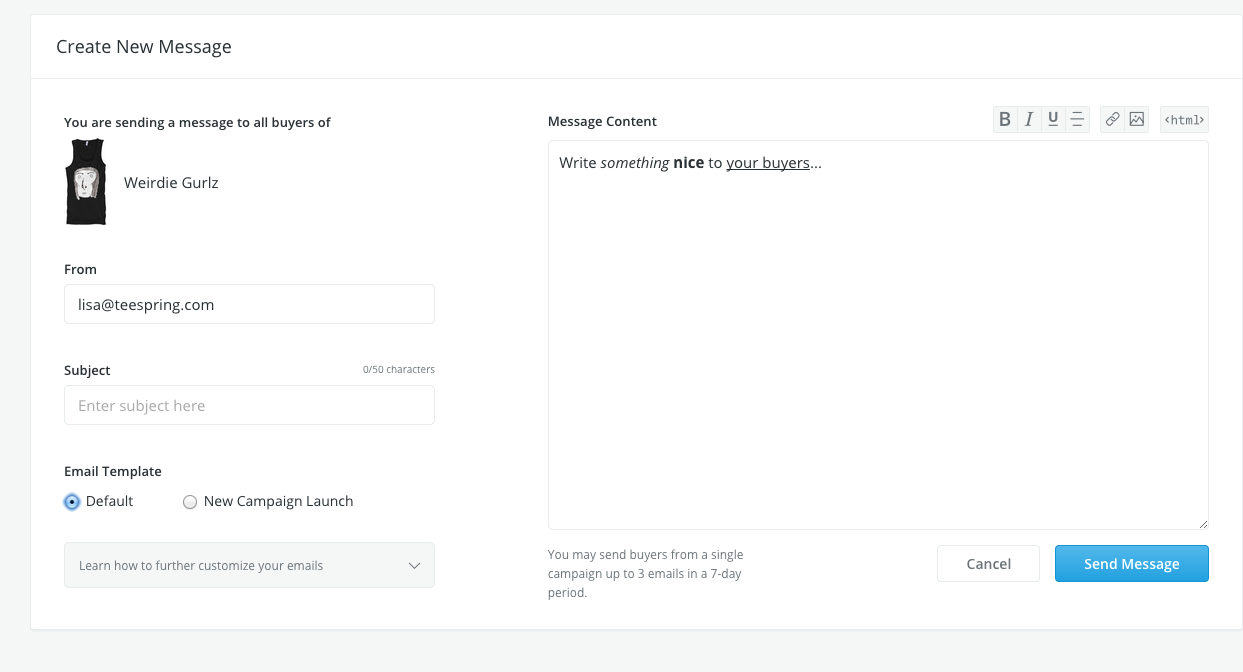 Create New Message
You are sending a message to all buyers of
Weirdie Gurlz
From
lisa@teespring.com
Subject
0/50 characters
Enter subject here
Email Template
Default
New Campaign Launch
Learn how to further customize your emails
Message Content
B I U
<html>
Write something nice to your buyers...
You may send buyers from a single
campaign up to 3 emails in a 7-day
period.
Cancel
Send Message